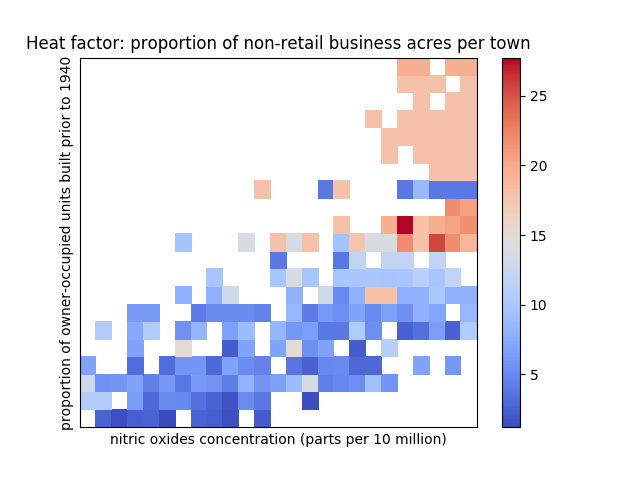 Heat factor: proportion of non-retail business acres per town
proportion of owner-occupied units built prior to 1940
nitric oxides concentration (parts per 10 million)
25
20
15
10
5